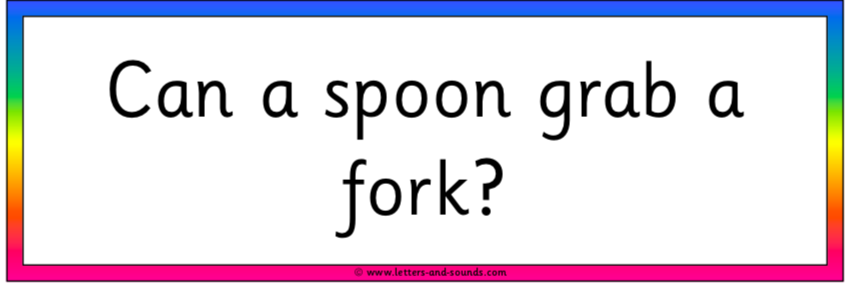 Can a spoon grab a
fork?
© www.letters-and-sounds.com